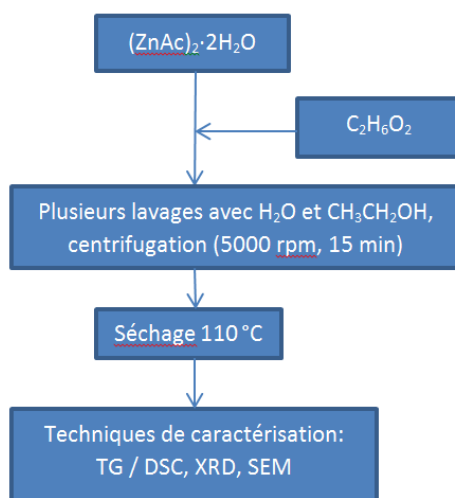 (ZnAc)₂·2H₂O
C₂H₆O₂
Plusieurs lavages avec H₂O et CH₃CH₂OH,
centrifugation (5000 rpm, 15 min)
Séchage 110 °C
Techniques de caractérisation:
TG / DSC, XRD, SEM